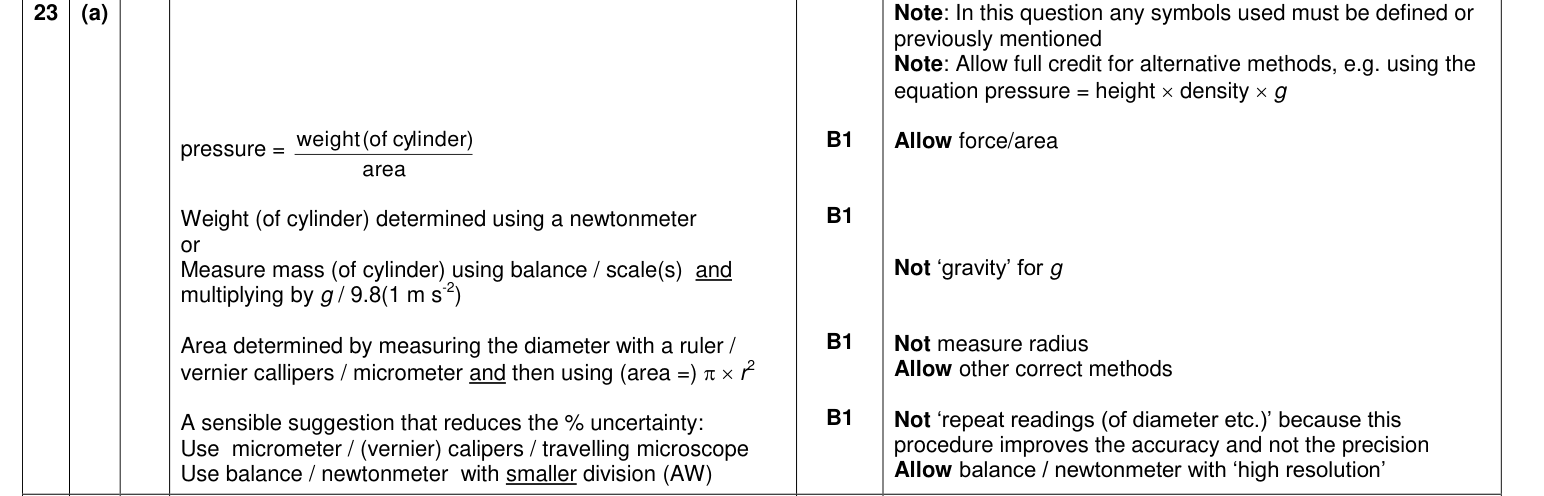 23 (a)
Note: In this question any symbols used must be defined or
previously mentioned
Note: Allow full credit for alternative methods, e.g. using the
equation pressure = height × density × g
pressure = weight (of cylinder) / area
B1
Allow force/area
Weight (of cylinder) determined using a newtonmeter
B1
or
Measure mass (of cylinder) using balance / scale(s) and
multiplying by g / 9.8(1 m s⁻²)
Not ‘gravity’ for g
Area determined by measuring the diameter with a ruler /
vernier callipers / micrometer and then using (area =) π × r²
B1
Not measure radius
Allow other correct methods
A sensible suggestion that reduces the % uncertainty:
Use micrometer / (vernier) calipers / travelling microscope
Use balance / newtonmeter with smaller division (AW)
B1
Not ‘repeat readings (of diameter etc.)’ because this
procedure improves the accuracy and not the precision
Allow balance / newtonmeter with ‘high resolution’